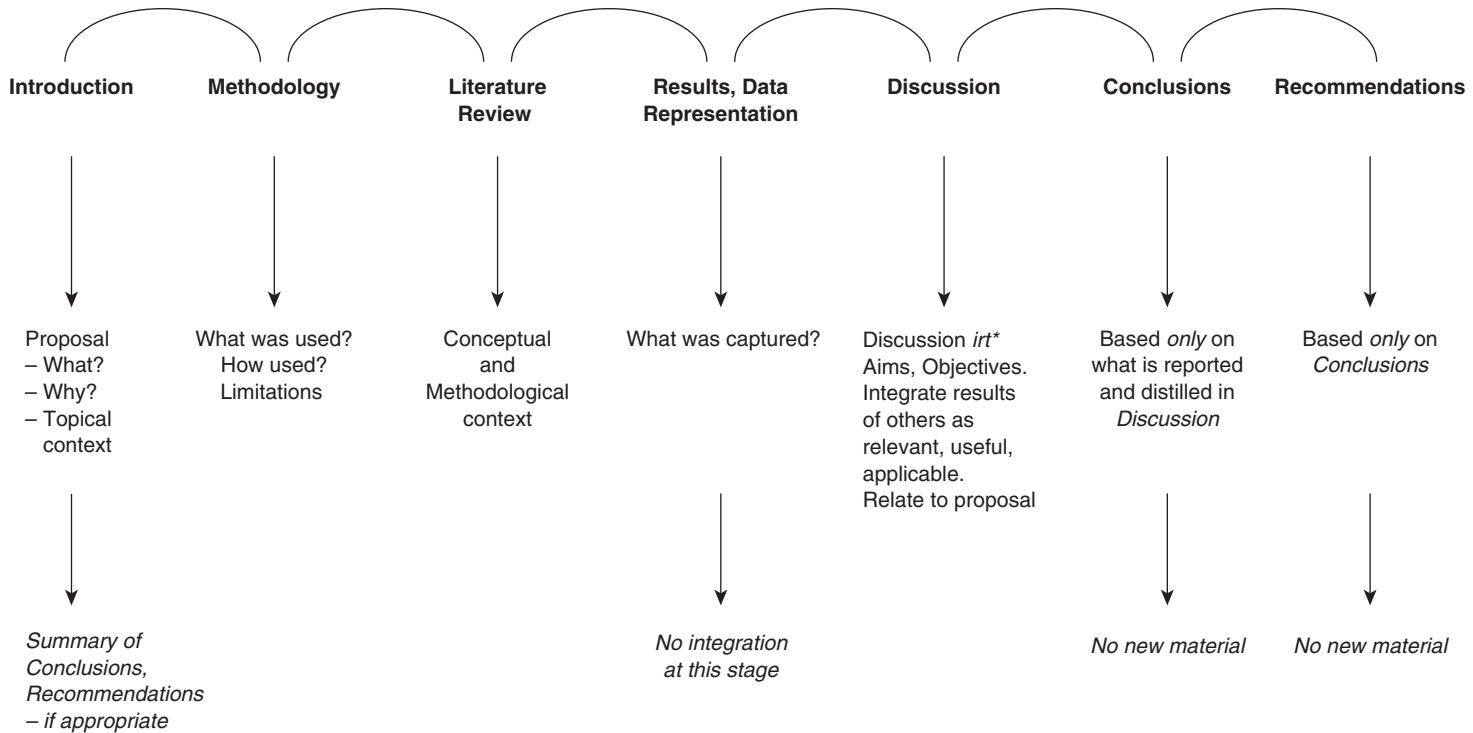 Introduction
Methodology
Literature
Review
Results, Data
Representation
Discussion
Conclusions
Recommendations
Proposal
– What?
– Why?
– Topical
context
What was used?
How used?
Limitations
Conceptual
and
Methodological
context
What was captured?
Discussion irt*
Aims, Objectives.
Integrate results
of others as
relevant, useful,
applicable.
Relate to proposal
Based only on
what is reported
and distilled in
Discussion
Based only on
Conclusions
Summary of
Conclusions,
Recommendations
– if appropriate
No integration
at this stage
No new material
No new material